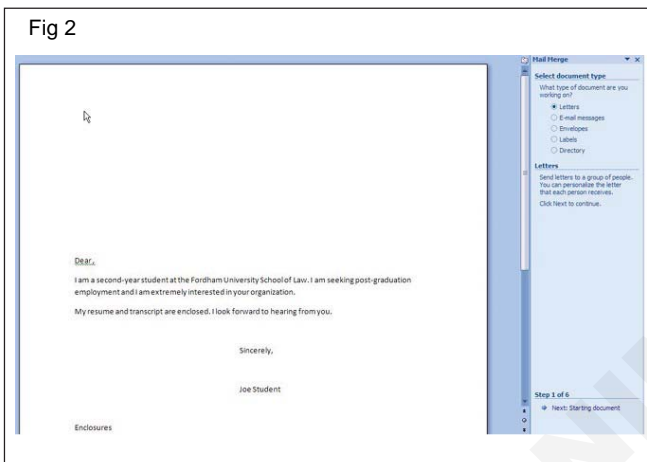 Fig 2
Mail Merge
Select document type
What type of document are you
working on?
Letters
E-mail messages
Envelopes
Labels
Directory
Letters
Send letters to a group of people.
You can personalize the letter
that each person receives.
Click Next to continue.
Dear,
I am a second-year student at the Fordham University School of Law. I am seeking post-graduation
employment and I am extremely interested in your organization.
My resume and transcript are enclosed. I look forward to hearing from you.
Sincerely,
Joe Student
Enclosures
Step 1 of 6
Next: Starting document